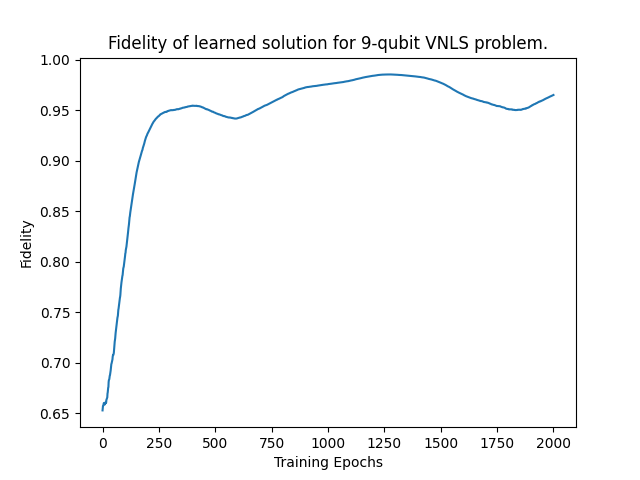 Fidelity of learned solution for 9-qubit VNLS problem.
1.00
0.95
0.90
0.85
0.80
0.75
0.70
0.65
Fidelity
0 250 500 750 1000 1250 1500 1750 2000
Training Epochs